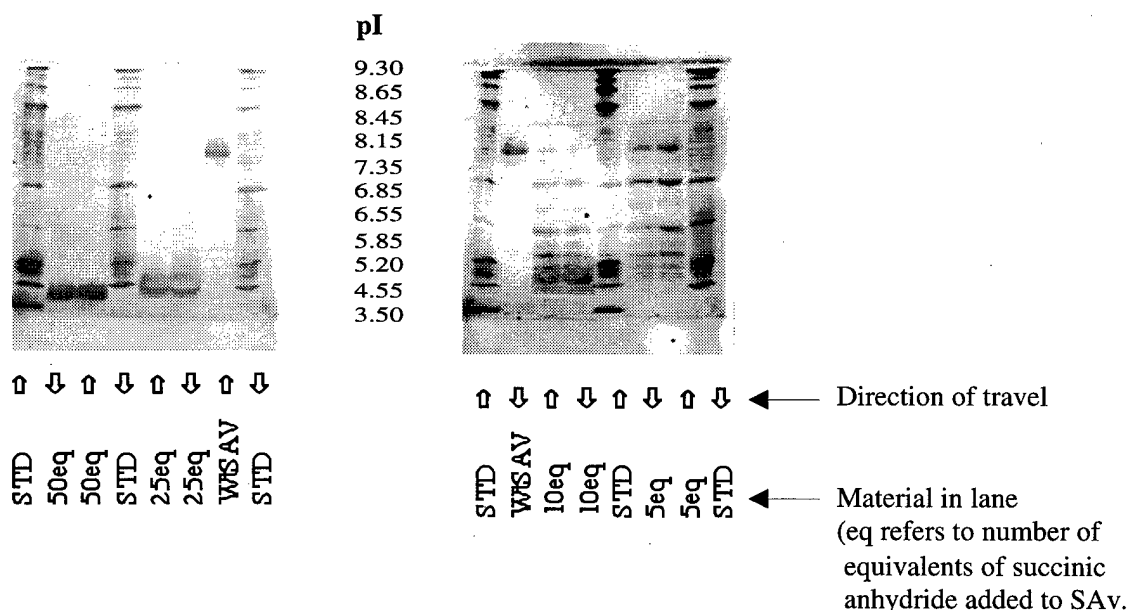 pI
9.30
8.65
8.45
8.15
7.35
6.85
6.55
5.85
5.20
4.55
3.50
Direction of travel
STD
50eq
50eq
STD
25eq
25eq
WtSAV
STD
STD
WtSAV
10eq
10eq
STD
5eq
5eq
STD
Material in lane
(eq refers to number of
equivalents of succinic
anhydride added to SAv.